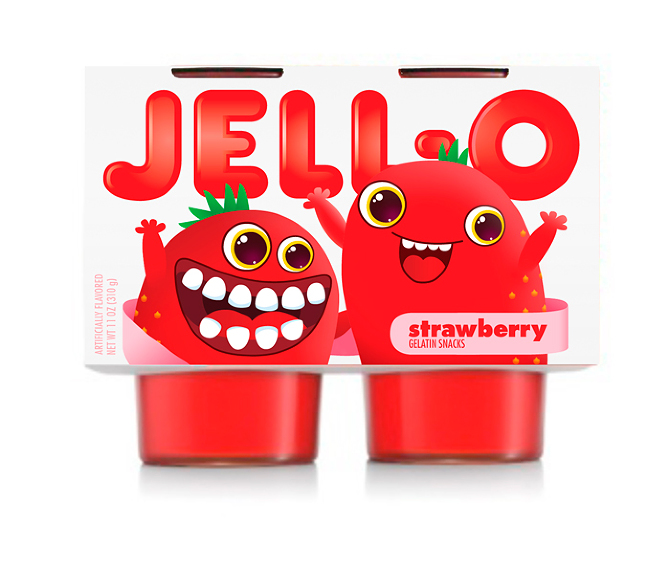 JELL-O
strawberry
GELATIN SNACKS
ARTIFICIALLY FLAVORED
NET WT 11 OZ (310 g)